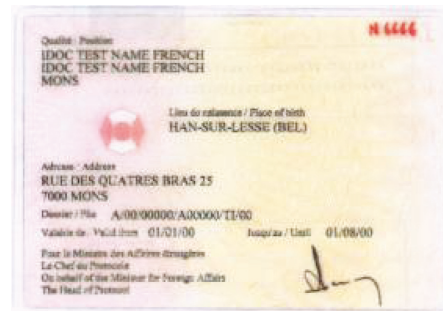 N 6666
Qualité / Position
IDOC TEST NAME FRENCH
IDOC TEST NAME FRENCH
MONS
Lieu de naissance / Place of birth
HAN-SUR-LESSE (BEL)
Adresse / Address
RUE DES QUATRES BRAS 25
7000 MONS
Dossier / File A/00/00000/A00000/TI/00
Valable de / Valid from 01/01/00 Jusqu'au / Until 01/08/00
Pour le Ministre des Affaires étrangères
Le Chef du Protocole
On behalf of the Minister for Foreign Affairs
The Head of Protocol